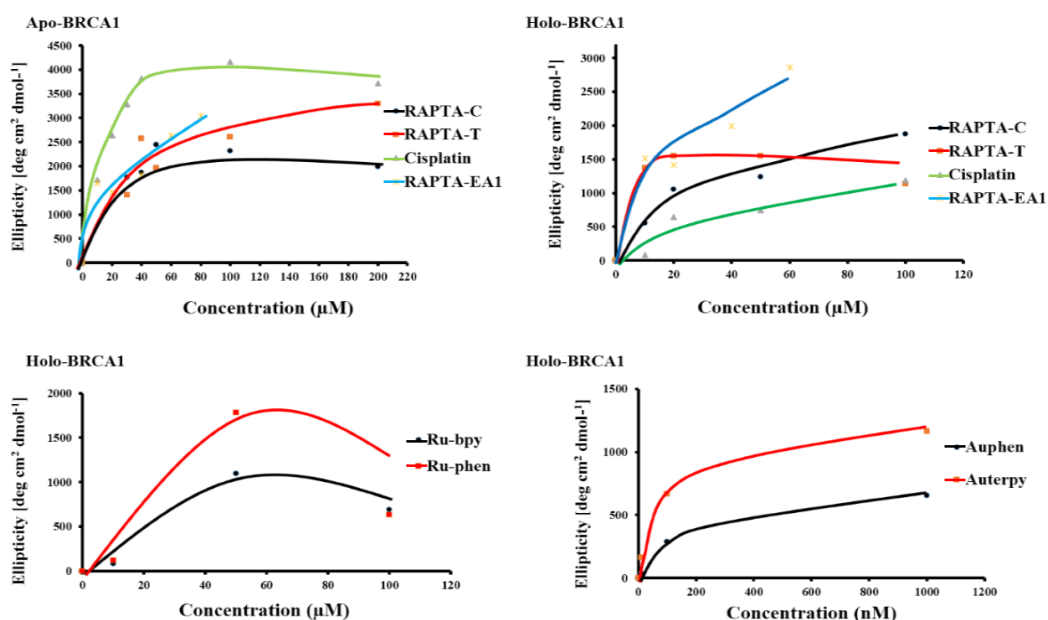 Apo-BRCA1
Ellipticity [deg cm² dmol⁻¹]
4500
4000
3500
3000
2500
2000
1500
1000
500
0
0 20 40 60 80 100 120 140 160 180 200 220
Concentration (µM)
RAPTA-C
RAPTA-T
Cisplatin
RAPTA-EA1
Holo-BRCA1
Ellipticity [deg cm² dmol⁻¹]
3000
2500
2000
1500
1000
500
0
0 20 40 60 80 100 120
Concentration (µM)
RAPTA-C
RAPTA-T
Cisplatin
RAPTA-EA1
Holo-BRCA1
Ellipticity [deg cm² dmol⁻¹]
2000
1500
1000
500
0
0 20 40 60 80 100 120
Concentration (µM)
Ru-bpy
Ru-phen
Holo-BRCA1
Ellipticity [deg cm² dmol⁻¹]
1500
1000
500
0
0 200 400 600 800 1000 1200
Concentration (nM)
Auphen
Auterpy